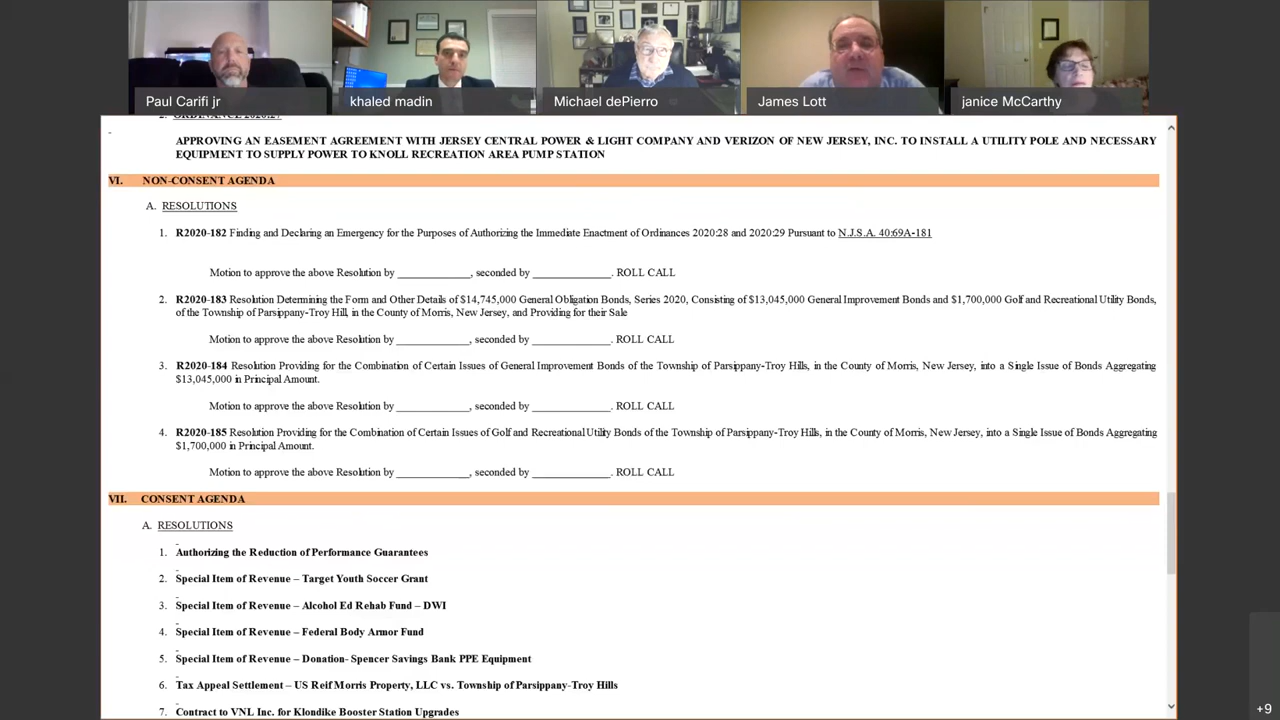 Paul Carifi jr
khaled madin
Michael dePierro
James Lott
janice McCarthy
2. ORDINANCE 2020:27
APPROVING AN EASEMENT AGREEMENT WITH JERSEY CENTRAL POWER & LIGHT COMPANY AND VERIZON OF NEW JERSEY, INC. TO INSTALL A UTILITY POLE AND NECESSARY
EQUIPMENT TO SUPPLY POWER TO KNOLL RECREATION AREA PUMP STATION
VI. NON-CONSENT AGENDA
A. RESOLUTIONS
1. R2020-182 Finding and Declaring an Emergency for the Purposes of Authorizing the Immediate Enactment of Ordinances 2020:28 and 2020:29 Pursuant to N.J.S.A. 40:69A-181
Motion to approve the above Resolution by _____________, seconded by ______________. ROLL CALL
2. R2020-183 Resolution Determining the Form and Other Details of $14,745,000 General Obligation Bonds, Series 2020, Consisting of $13,045,000 General Improvement Bonds and $1,700,000 Golf and Recreational Utility Bonds,
of the Township of Parsippany-Troy Hill, in the County of Morris, New Jersey, and Providing for their Sale
Motion to approve the above Resolution by _____________, seconded by ______________. ROLL CALL
3. R2020-184 Resolution Providing for the Combination of Certain Issues of General Improvement Bonds of the Township of Parsippany-Troy Hills, in the County of Morris, New Jersey, into a Single Issue of Bonds Aggregating
$13,045,000 in Principal Amount.
Motion to approve the above Resolution by _____________, seconded by ______________. ROLL CALL
4. R2020-185 Resolution Providing for the Combination of Certain Issues of Golf and Recreational Utility Bonds of the Township of Parsippany-Troy Hills, in the County of Morris, New Jersey, into a Single Issue of Bonds Aggregating
$1,700,000 in Principal Amount.
Motion to approve the above Resolution by _____________, seconded by ______________. ROLL CALL
VII. CONSENT AGENDA
A. RESOLUTIONS
1. Authorizing the Reduction of Performance Guarantees
2. Special Item of Revenue – Target Youth Soccer Grant
3. Special Item of Revenue – Alcohol Ed Rehab Fund – DWI
4. Special Item of Revenue – Federal Body Armor Fund
5. Special Item of Revenue – Donation- Spencer Savings Bank PPE Equipment
6. Tax Appeal Settlement – US Reif Morris Property, LLC vs. Township of Parsippany-Troy Hills
7. Contract to VNL Inc. for Klondike Booster Station Upgrades
+9